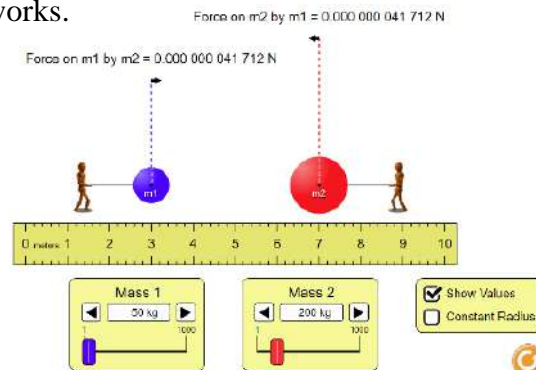 works.
Force on m2 by m1 = 0.000 000 041 712 N
Force on m1 by m2 = 0.000 000 041 712 N
m1
m2
0 meters 1 2 3 4 5 6 7 8 9 10
Mass 1
50 kg
1 1000
Mass 2
200 kg
1 1000
Show Values
Constant Radius